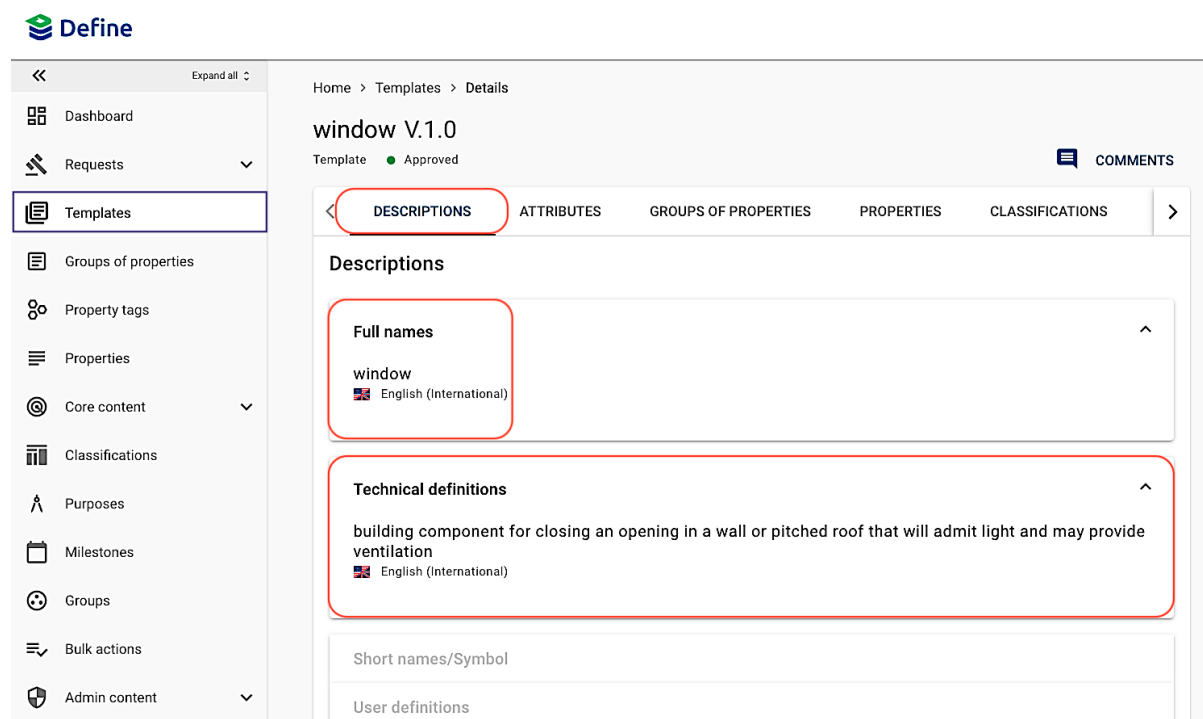 Define
Expand all
Dashboard
Requests
Templates
Groups of properties
Property tags
Properties
Core content
Classifications
Purposes
Milestones
Groups
Bulk actions
Admin content
Home > Templates > Details
window V.1.0
Template Approved
COMMENTS
DESCRIPTIONS ATTRIBUTES GROUPS OF PROPERTIES PROPERTIES CLASSIFICATIONS
Descriptions
Full names
window
English (International)
Technical definitions
building component for closing an opening in a wall or pitched roof that will admit light and may provide
ventilation
English (International)
Short names/Symbol
User definitions